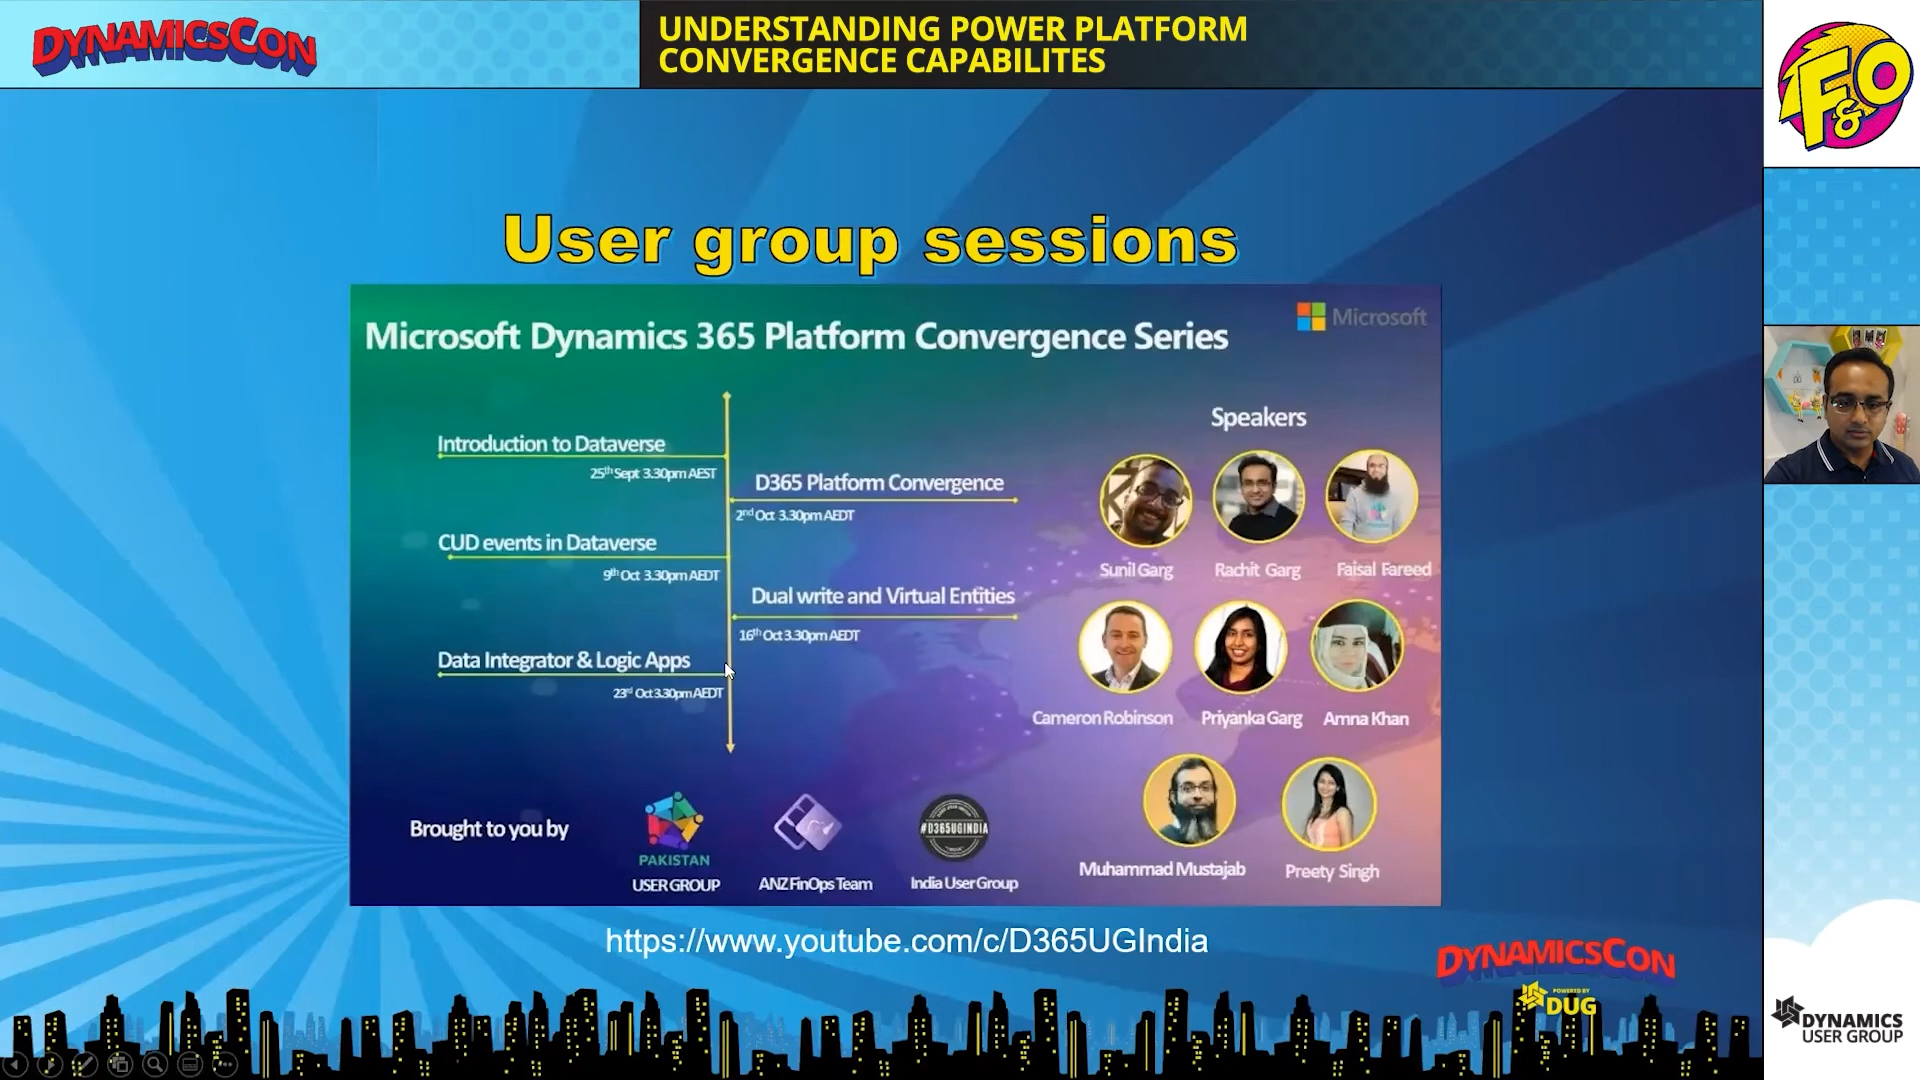 DYNAMICSCON
UNDERSTANDING POWER PLATFORM
CONVERGENCE CAPABILITES
F&O
User group sessions
Microsoft Dynamics 365 Platform Convergence Series
Microsoft
Speakers
Introduction to Dataverse
25th Sept 3.30pm AEST
D365 Platform Convergence
2nd Oct 3.30pm AEDT
CUD events in Dataverse
9th Oct 3.30pm AEDT
Dual write and Virtual Entities
16th Oct 3.30pm AEDT
Data Integrator & Logic Apps
23rd Oct 3.30pm AEDT
Sunil Garg
Rachit Garg
Faisal Fareed
Cameron Robinson
Priyanka Garg
Amna Khan
Muhammad Mustajab
Preety Singh
Brought to you by
PAKISTAN
USER GROUP
ANZ FinOps Team
#D365UGINDIA
India User Group
https://www.youtube.com/c/D365UGIndia
DYNAMICSCON
POWERED BY
DUG
DYNAMICS
USER GROUP